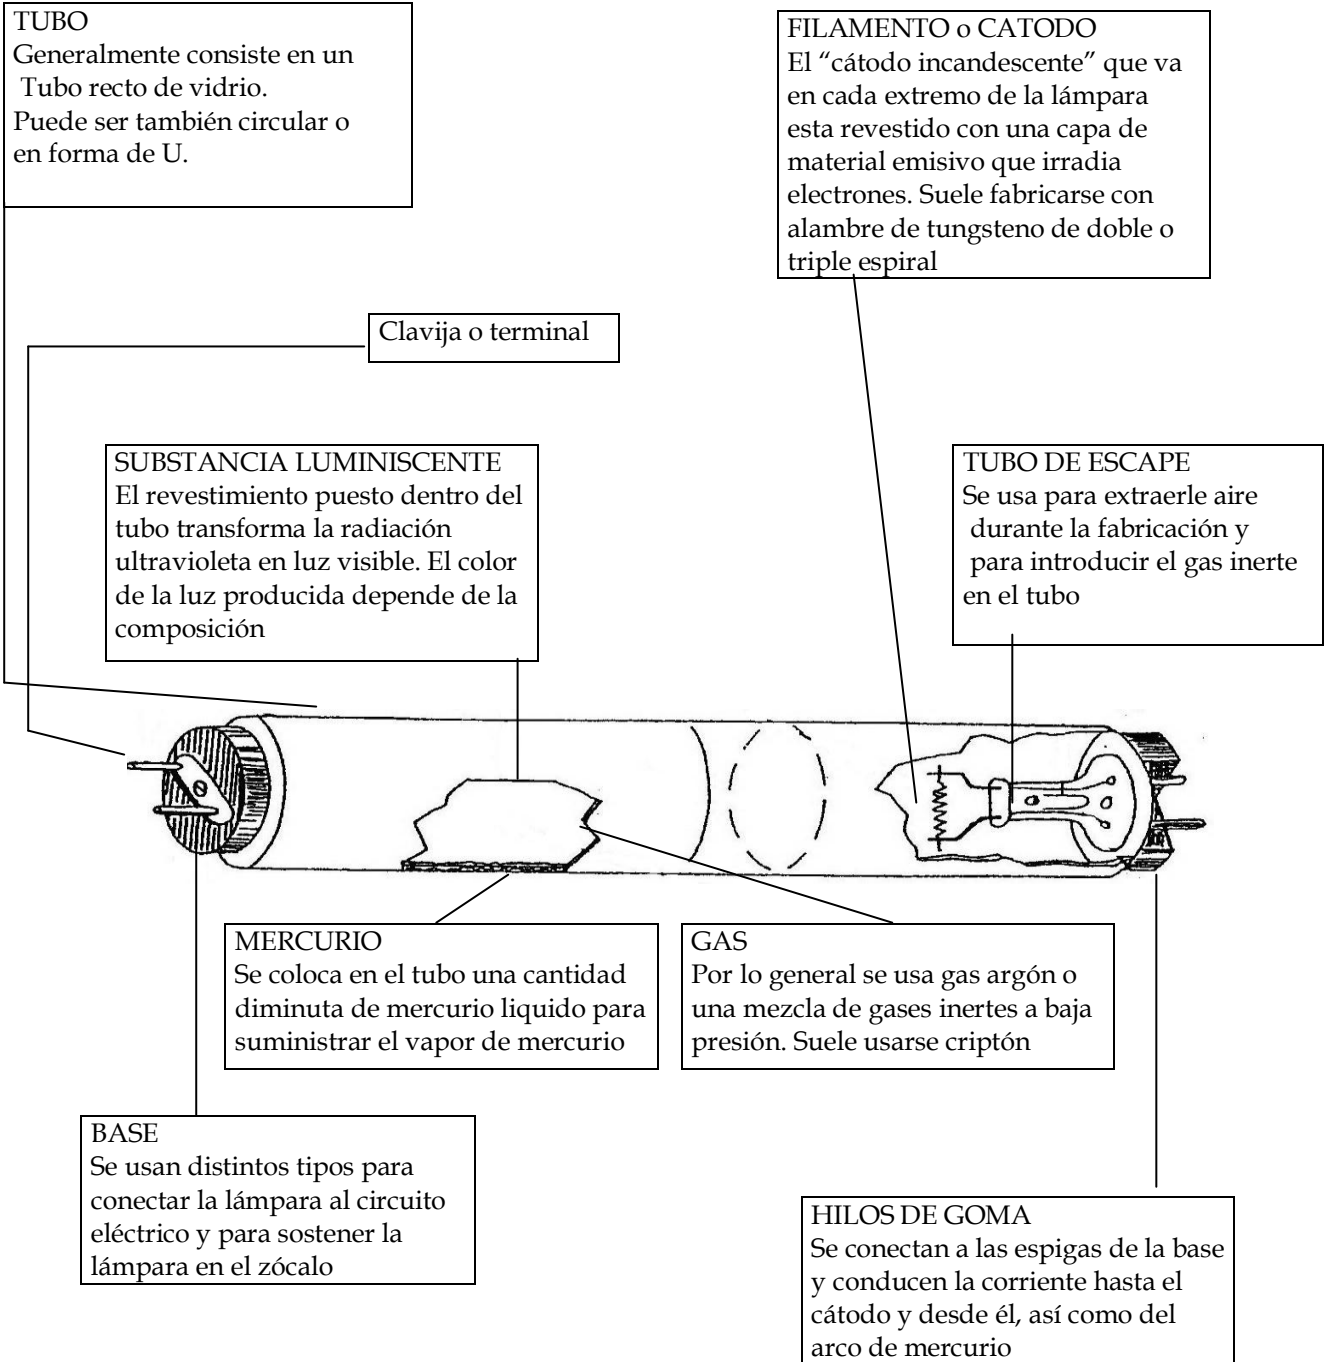 TUBO
Generalmente consiste en un
Tubo recto de vidrio.
Puede ser también circular o
en forma de U.
FILAMENTO o CATODO
El “cátodo incandescente” que va
en cada extremo de la lámpara
esta revestido con una capa de
material emisivo que irradia
electrones. Suele fabricarse con
alambre de tungsteno de doble o
triple espiral
Clavija o terminal
SUBSTANCIA LUMINISCENTE
El revestimiento puesto dentro del
tubo transforma la radiación
ultravioleta en luz visible. El color
de la luz producida depende de la
composición
TUBO DE ESCAPE
Se usa para extraerle aire
durante la fabricación y
para introducir el gas inerte
en el tubo
MERCURIO
Se coloca en el tubo una cantidad
diminuta de mercurio liquido para
suministrar el vapor de mercurio
GAS
Por lo general se usa gas argón o
una mezcla de gases inertes a baja
presión. Suele usarse criptón
BASE
Se usan distintos tipos para
conectar la lámpara al circuito
eléctrico y para sostener la
lámpara en el zócalo
HILOS DE GOMA
Se conectan a las espigas de la base
y conducen la corriente hasta el
cátodo y desde él, así como del
arco de mercurio